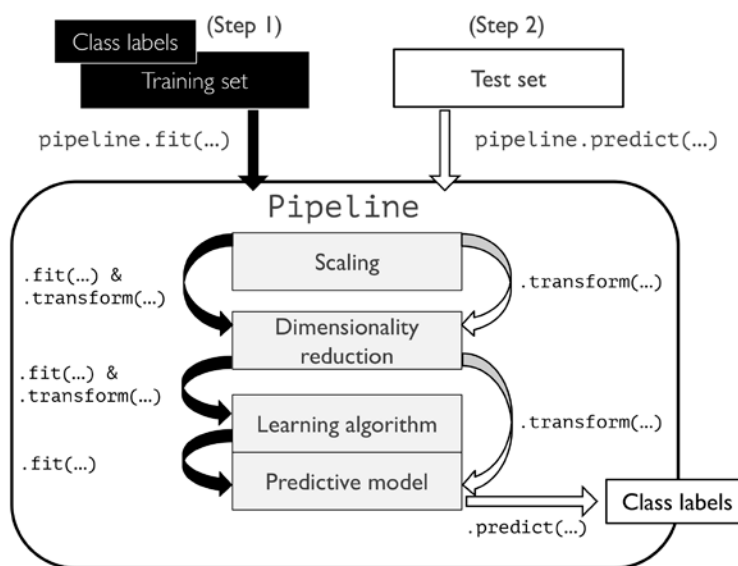 (Step 1)
(Step 2)
Class labels
Training set
Test set
pipeline.fit(…)
pipeline.predict(…)
Pipeline
Scaling
.fit(…) &
.transform(…)
.transform(…)
Dimensionality
reduction
.fit(…) &
.transform(…)
Learning algorithm
.transform(…)
.fit(…)
Predictive model
.predict(…)
Class labels